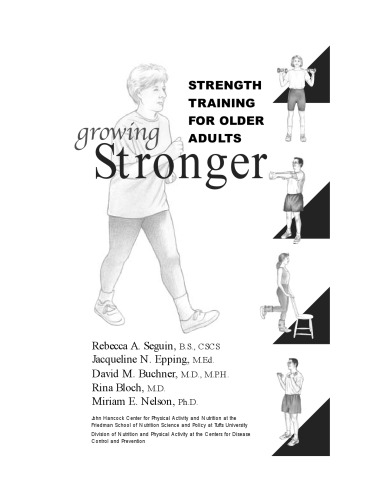 STRENGTH
TRAINING
FOR OLDER
ADULTS
growing
Stronger
Rebecca A. Seguin, B.S., CSCS
Jacqueline N. Epping, M.Ed.
David M. Buchner, M.D., M.P.H.
Rina Bloch, M.D.
Miriam E. Nelson, Ph.D.
John Hancock Center for Physical Activity and Nutrition at the
Friedman School of Nutrition Science and Policy at Tufts University
Division of Nutrition and Physical Activity at the Centers for Disease
Control and Prevention